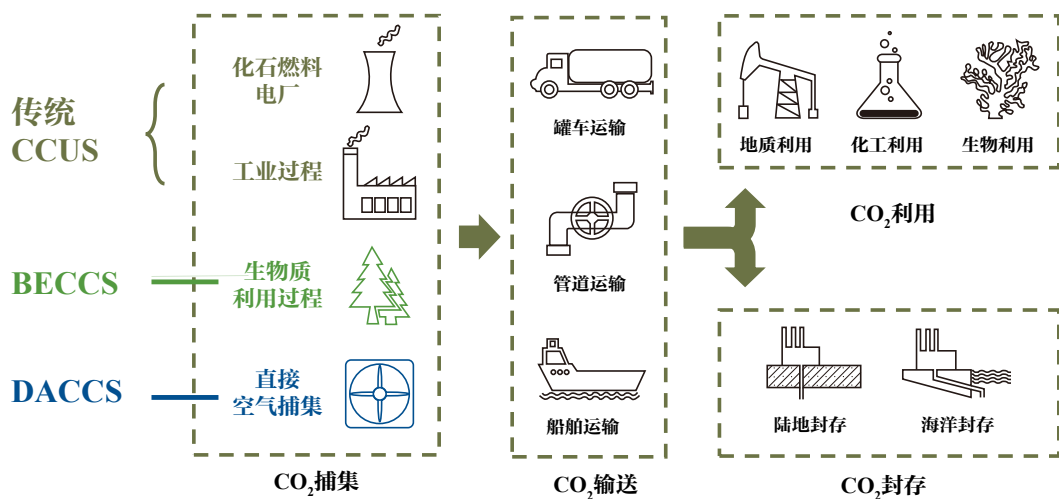 传统
CCUS
BECCS
DACCS
化石燃料
电厂
工业过程
生物质
利用过程
直接
空气捕集
CO₂捕集
罐车运输
管道运输
船舶运输
CO₂输送
地质利用
化工利用
生物利用
CO₂利用
陆地封存
海洋封存
CO₂封存